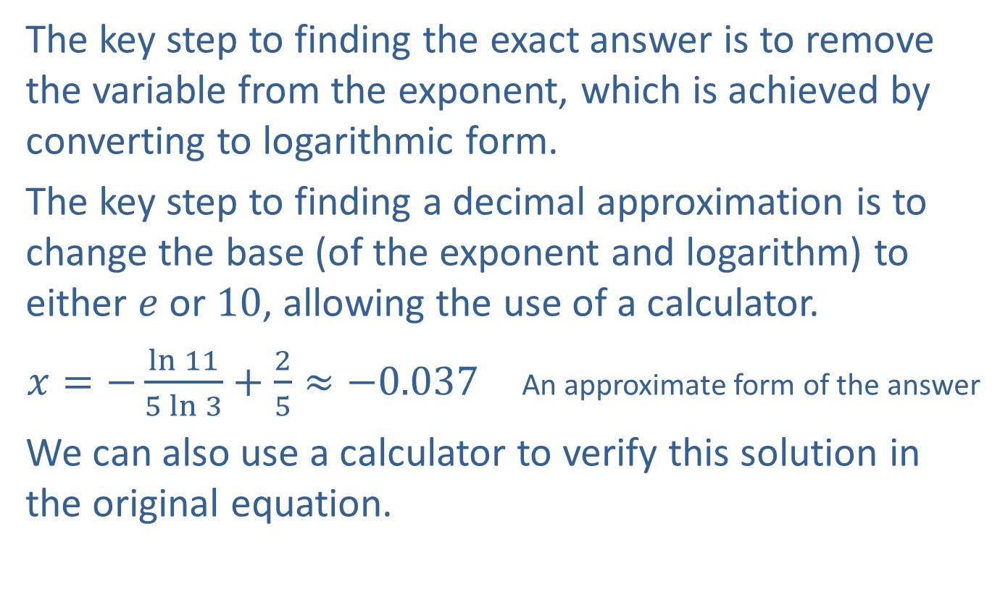 The key step to finding the exact answer is to remove
the variable from the exponent, which is achieved by
converting to logarithmic form.
The key step to finding a decimal approximation is to
change the base (of the exponent and logarithm) to
either e or 10, allowing the use of a calculator.
x = − ln 11 / 5 ln 3 + 2/5 ≈ −0.037 An approximate form of the answer
We can also use a calculator to verify this solution in
the original equation.